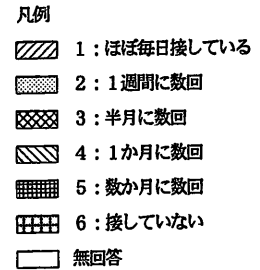 凡例
1：ほぼ毎日接している
2：1週間に数回
3：半月に数回
4：1か月に数回
5：数か月に数回
6：接していない
無回答